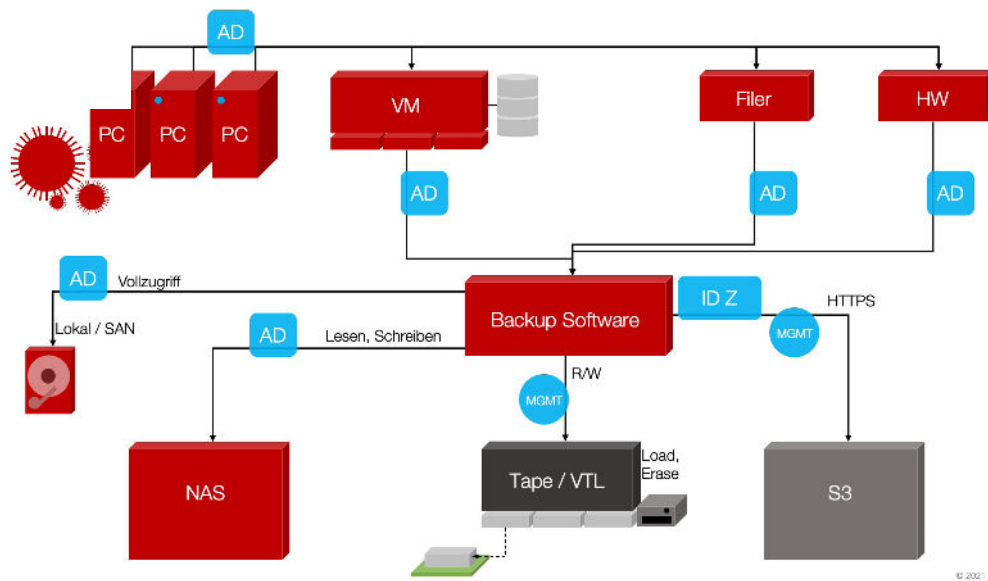 AD
PC
PC
PC
VM
Filer
HW
AD
AD
AD
AD
Vollzugriff
Lokal / SAN
AD
Lesen, Schreiben
Backup Software
ID Z
HTTPS
MGMT
R/W
MGMT
NAS
Tape / VTL
Load,
Erase
S3
© 2021